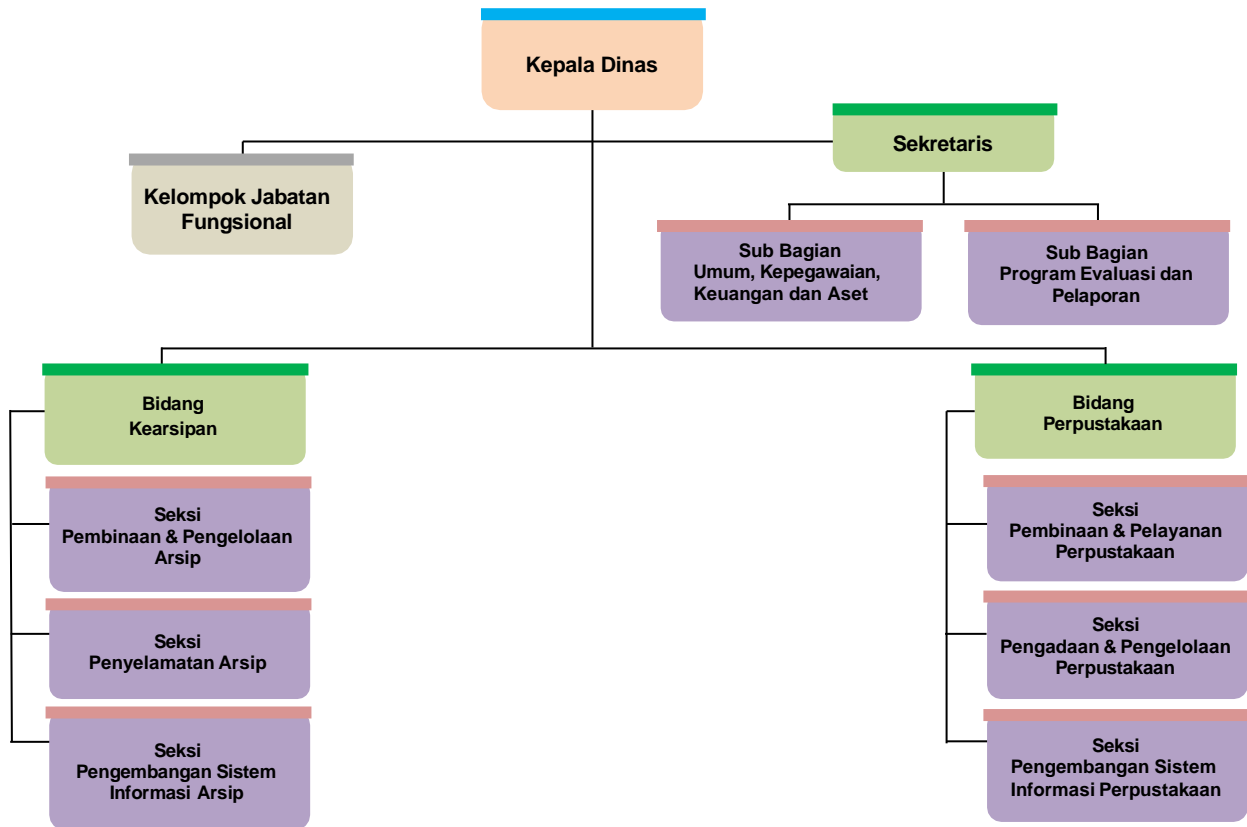 Kepala Dinas
Sekretaris
Kelompok Jabatan
Fungsional
Sub Bagian
Umum, Kepegawaian,
Keuangan dan Aset
Sub Bagian
Program Evaluasi dan
Pelaporan
Bidang
Kearsipan
Seksi
Pembinaan & Pengelolaan
Arsip
Seksi
Penyelamatan Arsip
Seksi
Pengembangan Sistem
Informasi Arsip
Bidang
Perpustakaan
Seksi
Pembinaan & Pelayanan
Perpustakaan
Seksi
Pengadaan & Pengelolaan
Perpustakaan
Seksi
Pengembangan Sistem
Informasi Perpustakaan